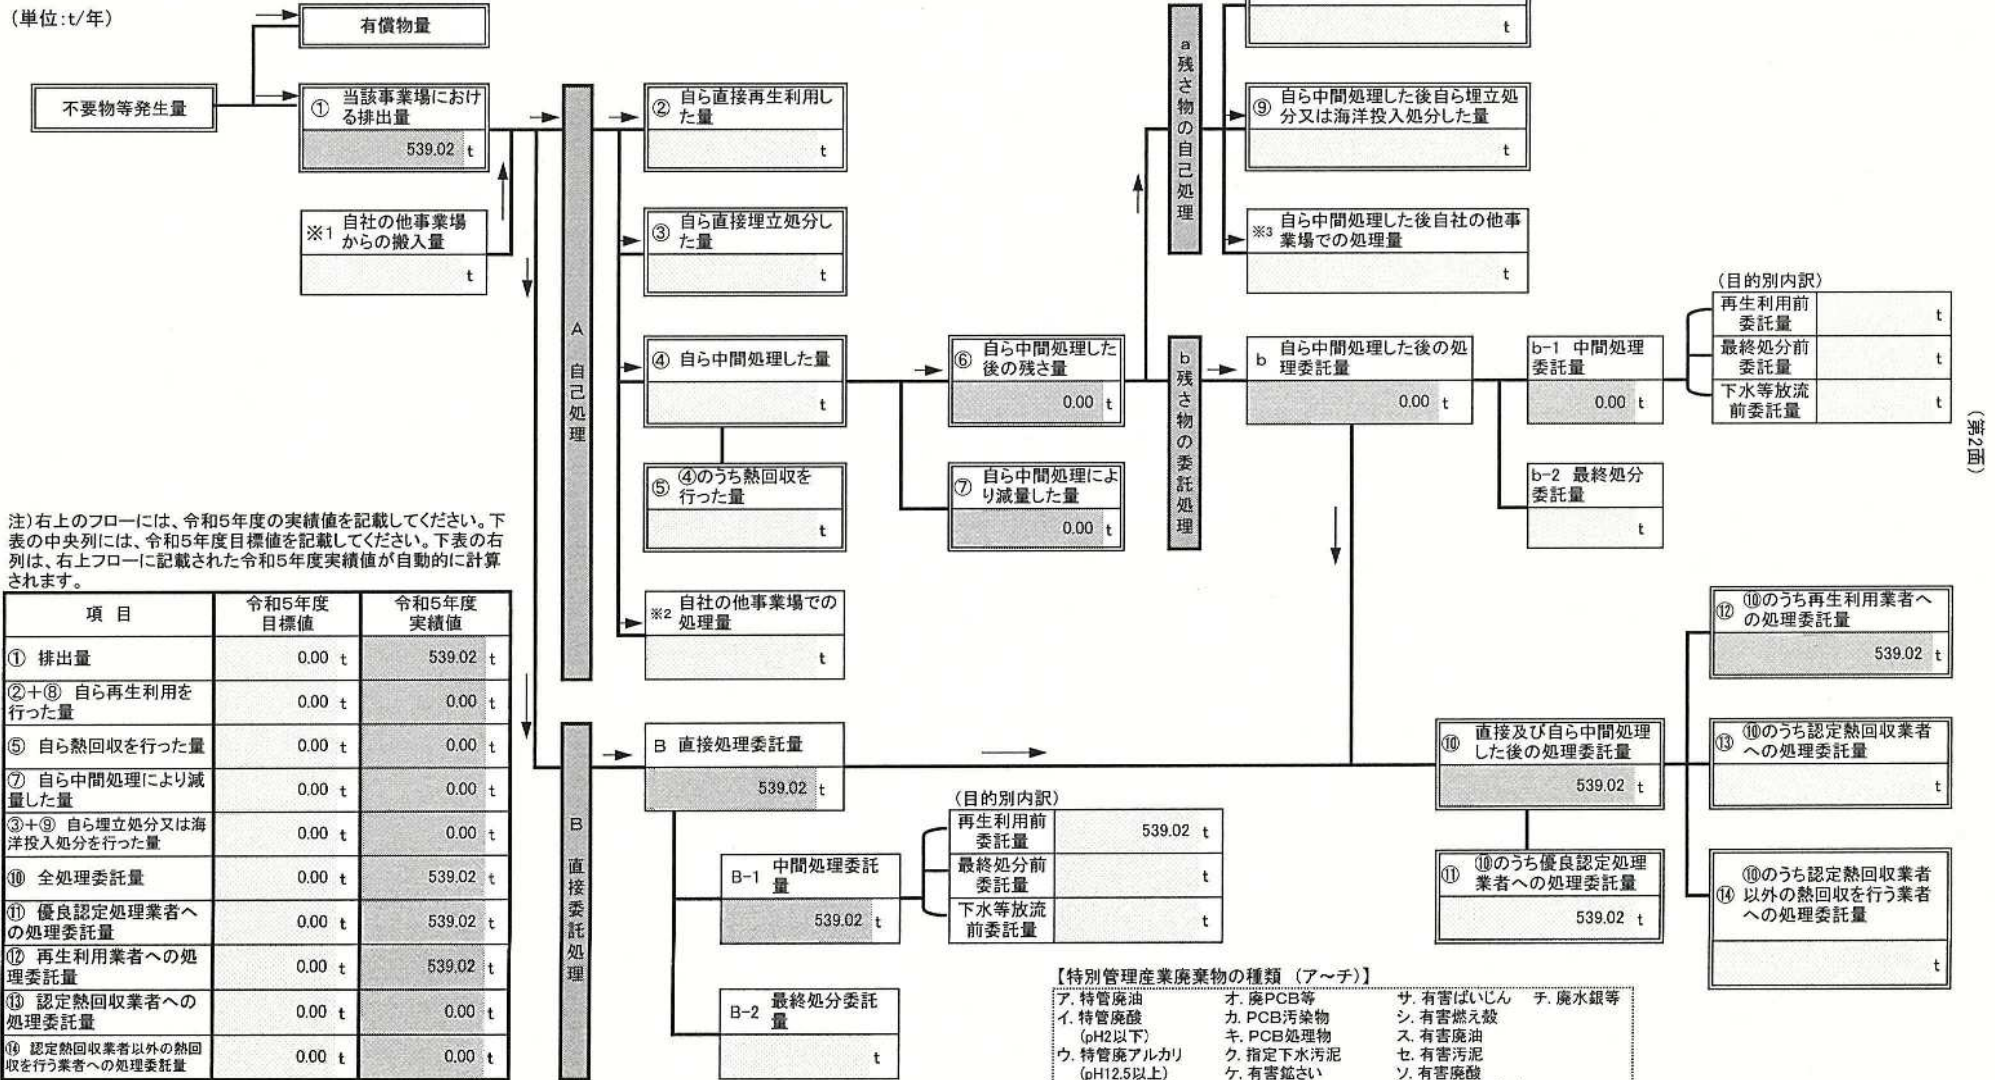 (単位:t/年)
有償物量
不要物等発生量
① 当該事業場におけ
る排出量
539.02 t
※1 自社の他事業場
からの搬入量
t
A 自己処理
② 自ら直接再生利用し
た量
t
③ 自ら直接埋立処分し
た量
t
④ 自ら中間処理した量
t
⑤ ④のうち熱回収を
行った量
t
※2 自社の他事業場での
処理量
t
⑥ 自ら中間処理した
後の残さ量
0.00 t
⑦ 自ら中間処理によ
り減量した量
0.00 t
a 残さ物の自己処理
t
⑨ 自ら中間処理した後自ら埋立処
分又は海洋投入処分した量
t
※3 自ら中間処理した後自社の他事
業場での処理量
t
b 残さ物の委託処理
b 自ら中間処理した後の処
理委託量
0.00 t
b-1 中間処理
委託量
0.00 t
(目的別内訳)
再生利用前
委託量
t
最終処分前
委託量
t
下水等放流
前委託量
t
b-2 最終処分
委託量
t
(第2面)
注)右上のフローには、令和5年度の実績値を記載してください。下
表の中央列には、令和5年度目標値を記載してください。下表の右
列は、右上フローに記載された令和5年度実績値が自動的に計算
されます。
項 目 令和5年度 目標値 令和5年度 実績値
① 排出量 0.00 t 539.02 t
②+⑧ 自ら再生利用を
行った量 0.00 t 0.00 t
⑤ 自ら熱回収を行った量 0.00 t 0.00 t
⑦ 自ら中間処理により減
量した量 0.00 t 0.00 t
③+⑨ 自ら埋立処分又は海
洋投入処分を行った量 0.00 t 0.00 t
⑩ 全処理委託量 0.00 t 539.02 t
⑪ 優良認定処理業者へ
の処理委託量 0.00 t 539.02 t
⑫ 再生利用業者への処
理委託量 0.00 t 539.02 t
⑬ 認定熱回収業者への
処理委託量 0.00 t 0.00 t
⑭ 認定熱回収業者以外の熱回
収を行う業者への処理委託量 0.00 t 0.00 t
B 直接委託処理
B 直接処理委託量
539.02 t
B-1 中間処理委託
量
539.02 t
(目的別内訳)
再生利用前
委託量
539.02 t
最終処分前
委託量
t
下水等放流
前委託量
t
B-2 最終処分委託
量
t
⑩ 直接及び自ら中間処理
した後の処理委託量
539.02 t
⑪ ⑩のうち優良認定処理
業者への処理委託量
539.02 t
⑫ ⑩のうち再生利用業者へ
の処理委託量
539.02 t
⑬ ⑩のうち認定熱回収業者
への処理委託量
t
⑭ ⑩のうち認定熱回収業者
以外の熱回収を行う業者
への処理委託量
t
【特別管理産業廃棄物の種類 (ア~チ)】
ア. 特管廃油 オ. 廃PCB等 サ. 有害ばいじん チ. 廃水銀等
イ. 特管廃酸 カ. PCB汚染物 シ. 有害燃え殻
(pH2以下) キ. PCB処理物 ス. 有害廃油
ウ. 特管廃アルカリ ク. 指定下水汚泥 セ. 有害汚泥
(pH12.5以上) ケ. 有害鉱さい ソ. 有害廃酸